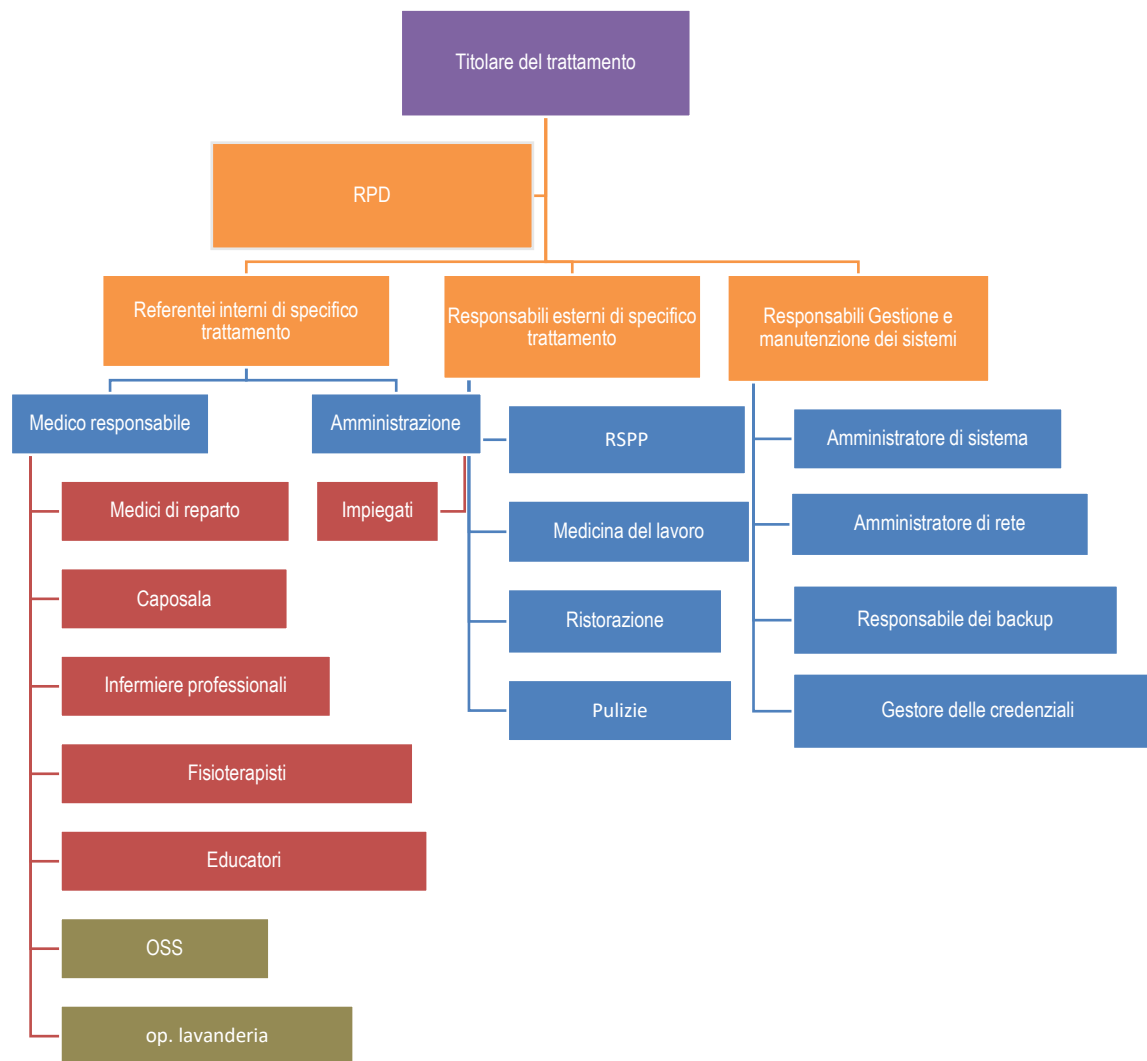 Titolare del trattamento
RPD
Referentei interni di specifico
trattamento
Responsabili esterni di specifico
trattamento
Responsabili Gestione e
manutenzione dei sistemi
Medico responsabile
Amministrazione
Medici di reparto
Caposala
Infermiere professionali
Fisioterapisti
Educatori
OSS
op. lavanderia
Impiegati
RSPP
Medicina del lavoro
Ristorazione
Pulizie
Amministratore di sistema
Amministratore di rete
Responsabile dei backup
Gestore delle credenziali